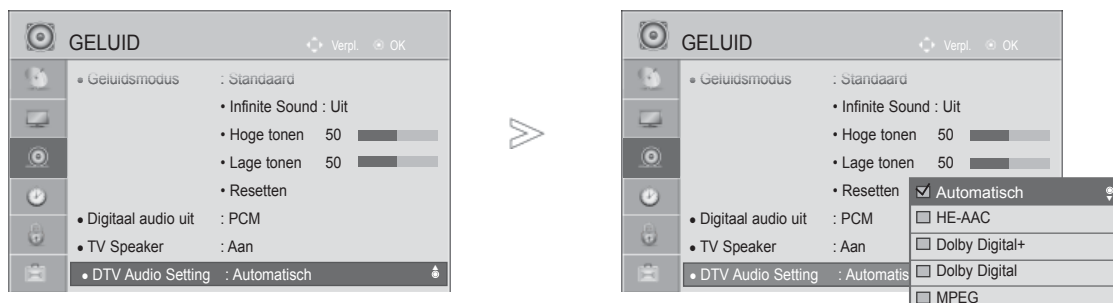 GELUID
Verpl.
OK
Geluidsmodus : Standaard
• Infinite Sound : Uit
• Hoge tonen 50
• Lage tonen 50
• Resetten
● Digitaal audio uit : PCM
● TV Speaker : Aan
● DTV Audio Setting : Automatisch
GELUID
Verpl.
OK
Geluidsmodus : Standaard
• Infinite Sound : Uit
• Hoge tonen 50
• Lage tonen 50
• Resetten
● Digitaal audio uit : PCM
● TV Speaker : Aan
● DTV Audio Setting : Automatis
Automatisch
HE-AAC
Dolby Digital+
Dolby Digital
MPEG